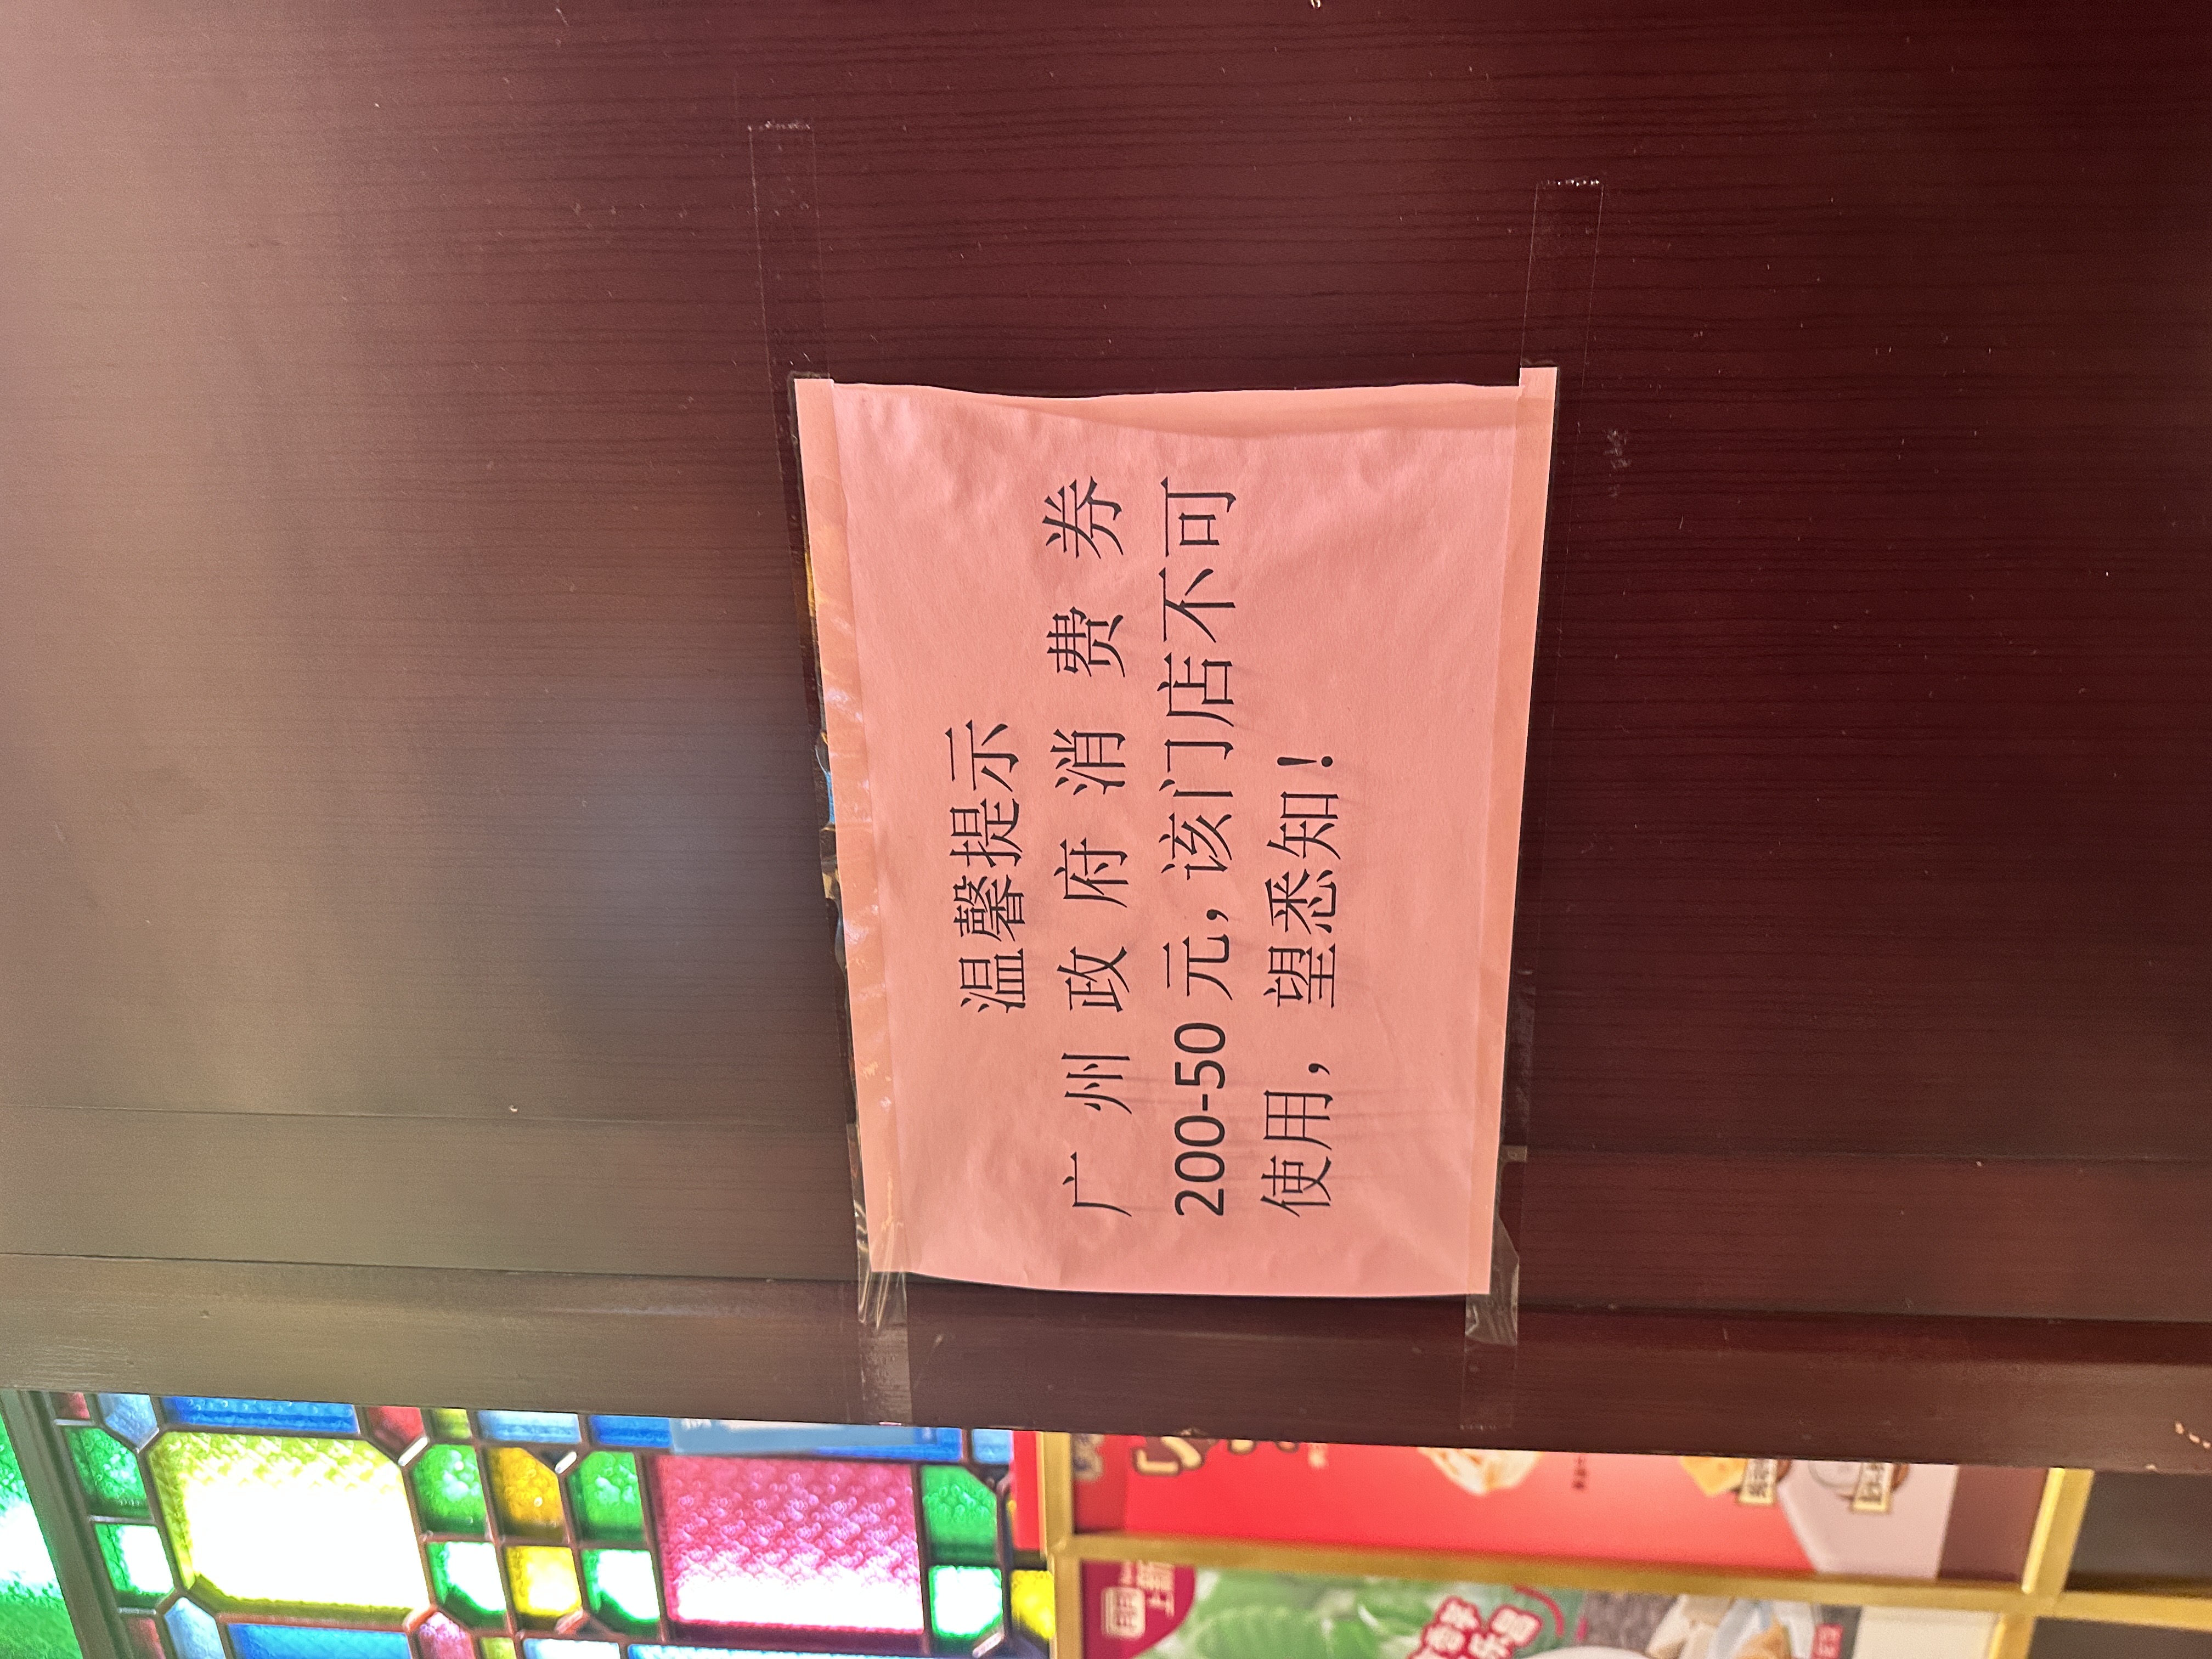 温馨提示
广州政府消费券
200-50元,该门店不可
使用，望悉知！